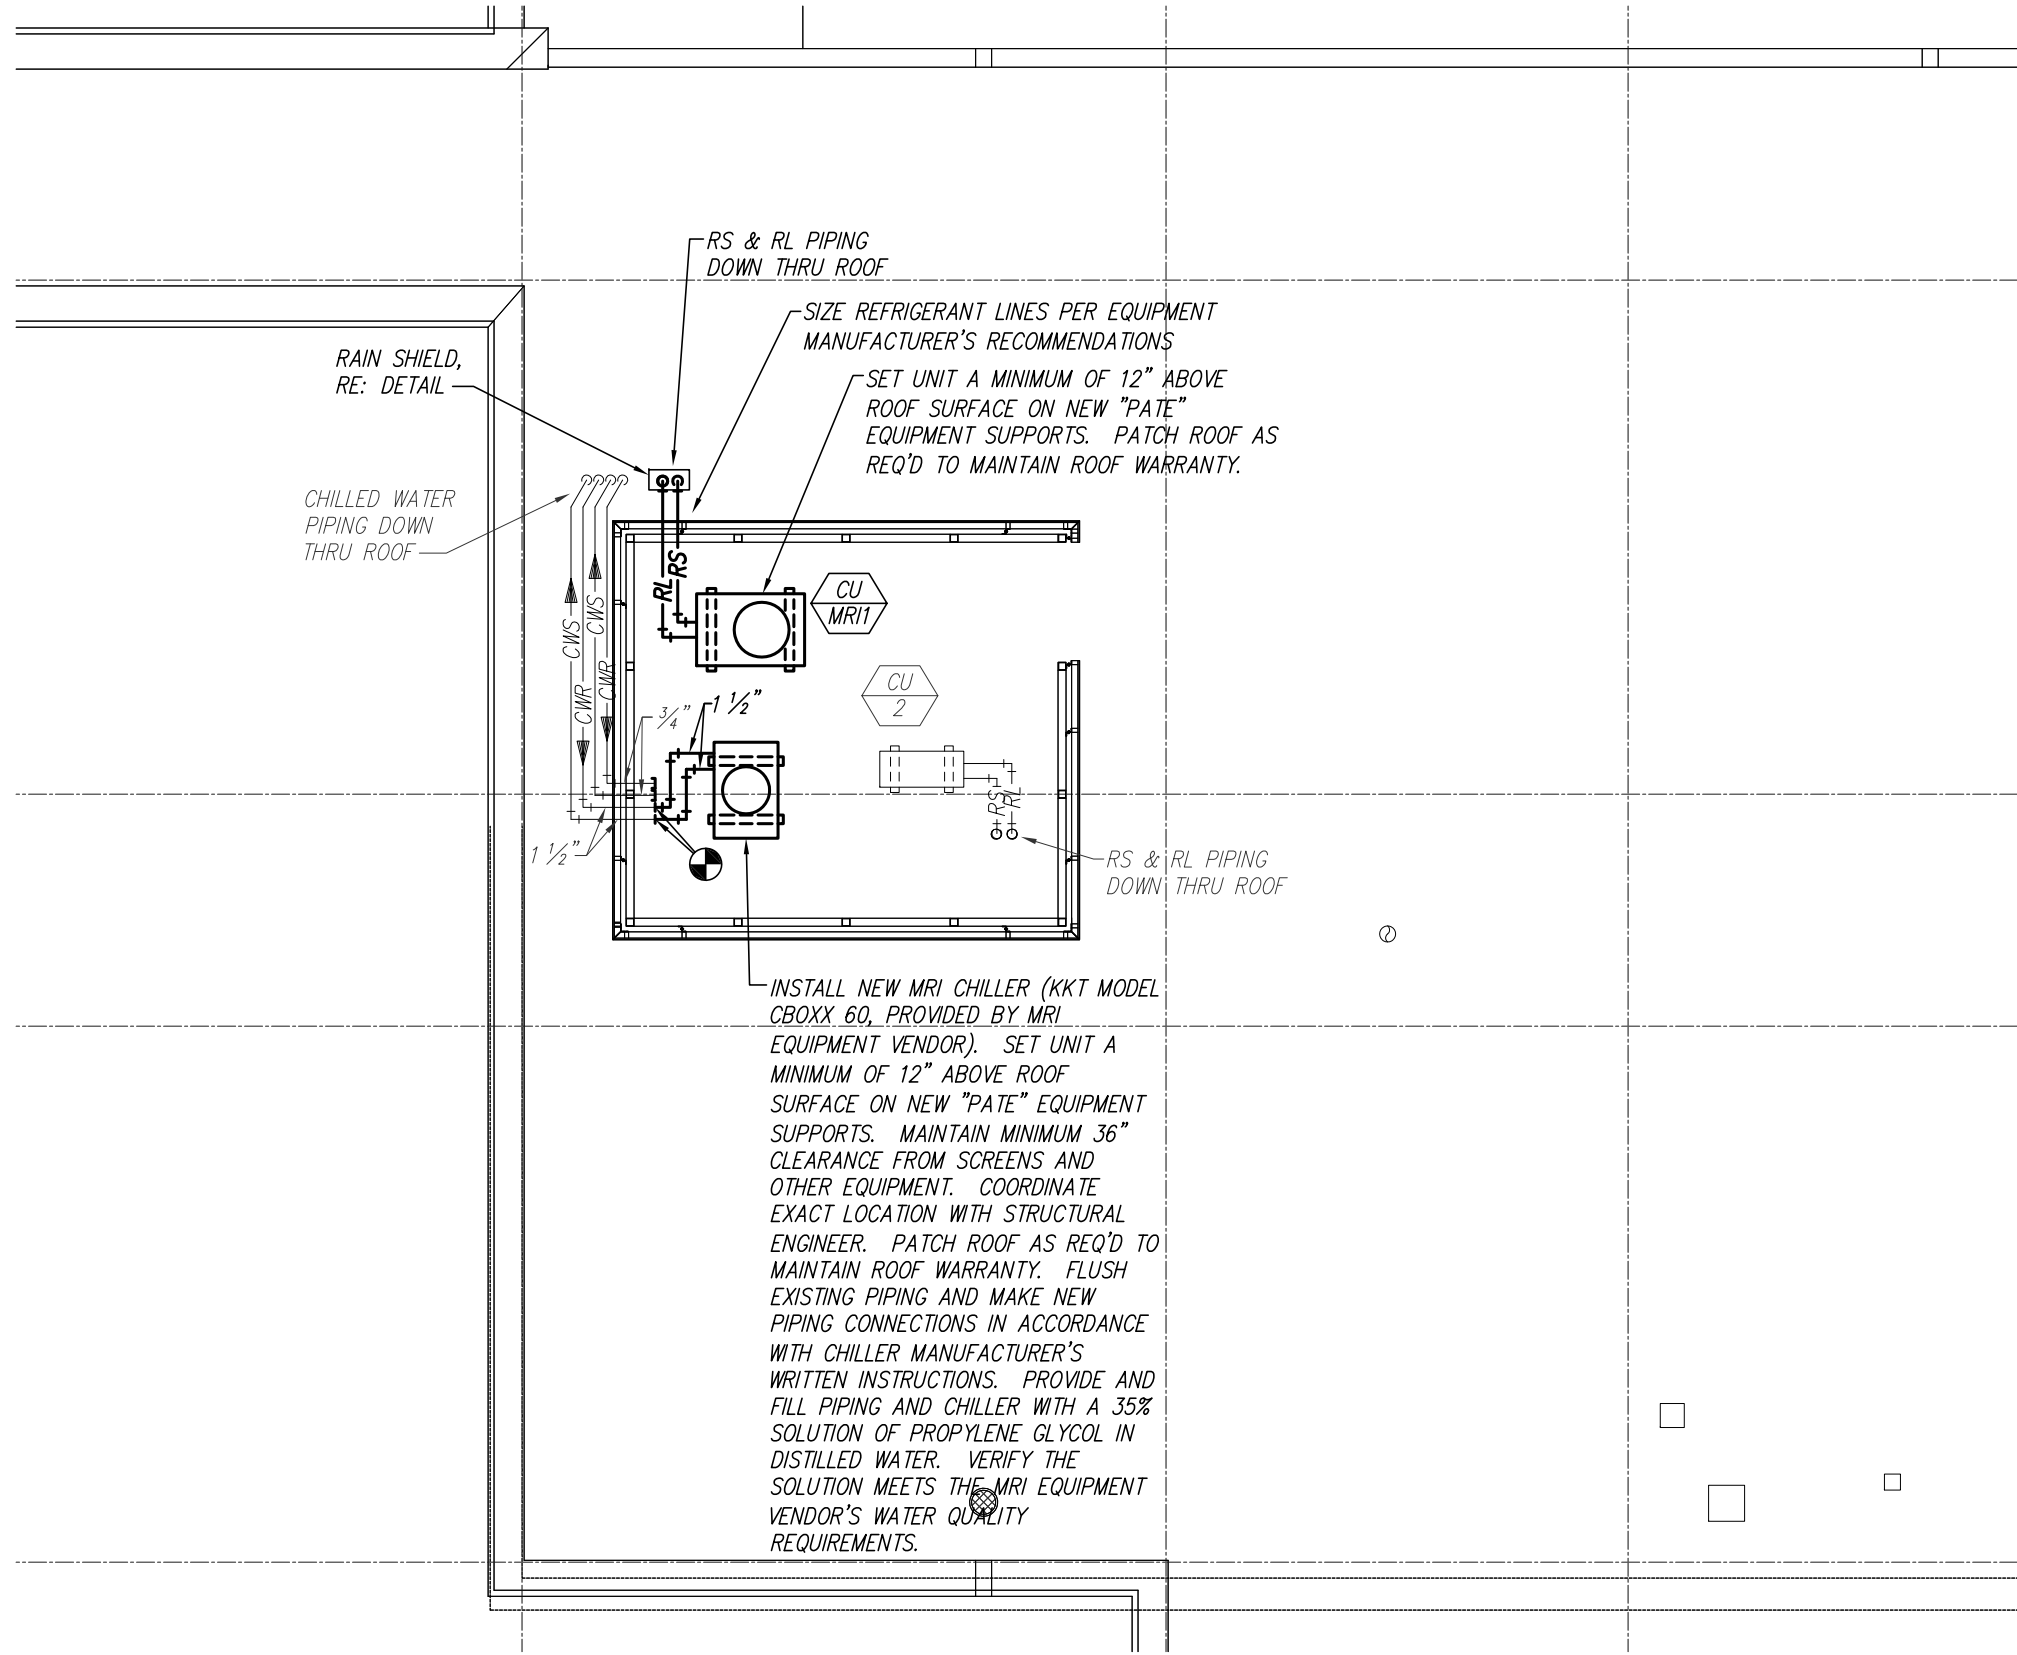 RS & RL PIPING
DOWN THRU ROOF
SIZE REFRIGERANT LINES PER EQUIPMENT
MANUFACTURER'S RECOMMENDATIONS
RAIN SHIELD,
RE: DETAIL
SET UNIT A MINIMUM OF 12" ABOVE
ROOF SURFACE ON NEW "PATE"
EQUIPMENT SUPPORTS. PATCH ROOF AS
REQ'D TO MAINTAIN ROOF WARRANTY.
CHILLED WATER
PIPING DOWN
THRU ROOF
RL
RS
CU
MRI1
CWS
CWS
CWR
CWR
CU
2
3/4"
1 1/2"
RS
RL
1 1/2"
RS & RL PIPING
DOWN THRU ROOF
INSTALL NEW MRI CHILLER (KKT MODEL
CBOXX 60, PROVIDED BY MRI
EQUIPMENT VENDOR). SET UNIT A
MINIMUM OF 12" ABOVE ROOF
SURFACE ON NEW "PATE" EQUIPMENT
SUPPORTS. MAINTAIN MINIMUM 36"
CLEARANCE FROM SCREENS AND
OTHER EQUIPMENT. COORDINATE
EXACT LOCATION WITH STRUCTURAL
ENGINEER. PATCH ROOF AS REQ'D TO
MAINTAIN ROOF WARRANTY. FLUSH
EXISTING PIPING AND MAKE NEW
PIPING CONNECTIONS IN ACCORDANCE
WITH CHILLER MANUFACTURER'S
WRITTEN INSTRUCTIONS. PROVIDE AND
FILL PIPING AND CHILLER WITH A 35%
SOLUTION OF PROPYLENE GLYCOL IN
DISTILLED WATER. VERIFY THE
SOLUTION MEETS THE MRI EQUIPMENT
VENDOR'S WATER QUALITY
REQUIREMENTS.